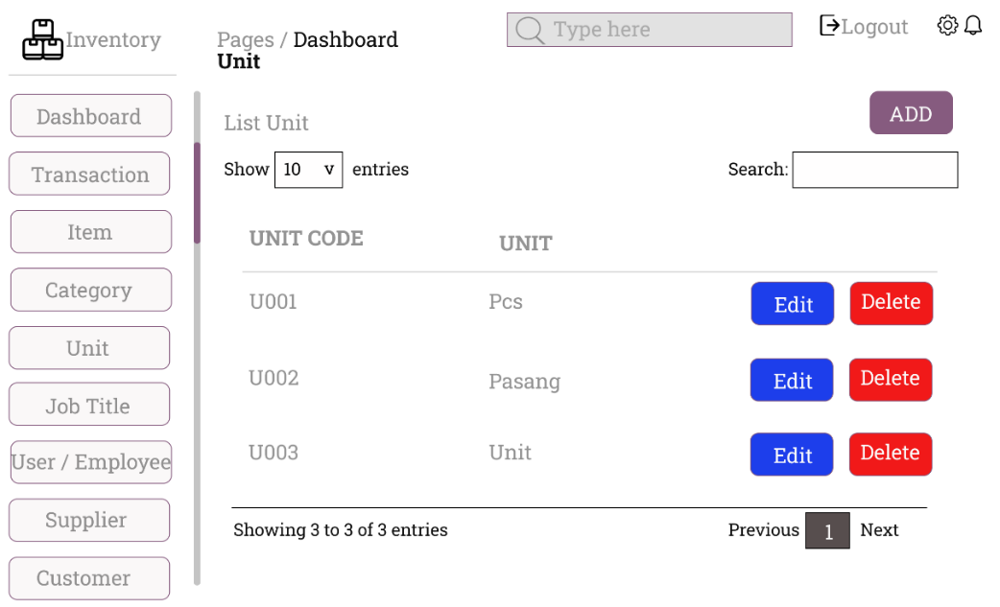 Inventory
Pages / Dashboard
Unit
Type here
Logout
Dashboard
Transaction
Item
Category
Unit
Job Title
User / Employee
Supplier
Customer
List Unit
ADD
Show 10 v entries
Search:
UNIT CODE UNIT
U001 Pcs Edit Delete
U002 Pasang Edit Delete
U003 Unit Edit Delete
Showing 3 to 3 of 3 entries
Previous 1 Next